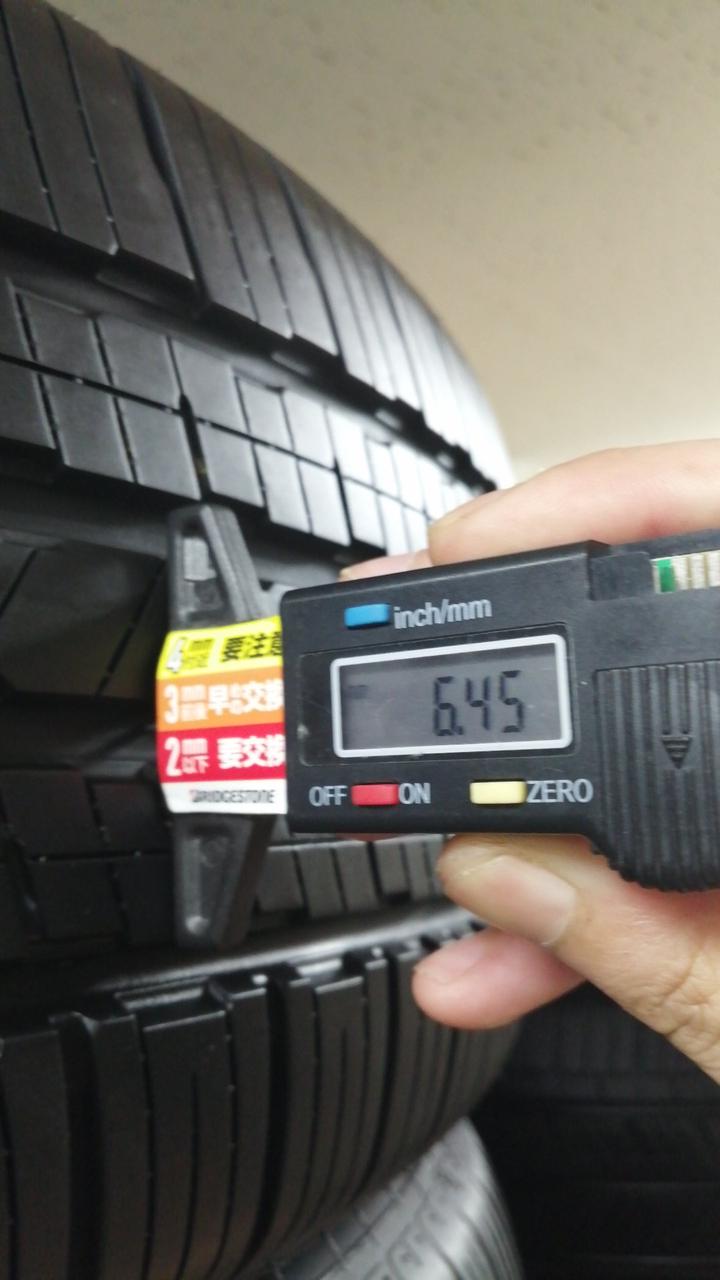 inch/mm
6.45
OFF ON ZERO
4mm 要注意
3mm 早めの交換
2mm以下 要交換
BRIDGESTONE